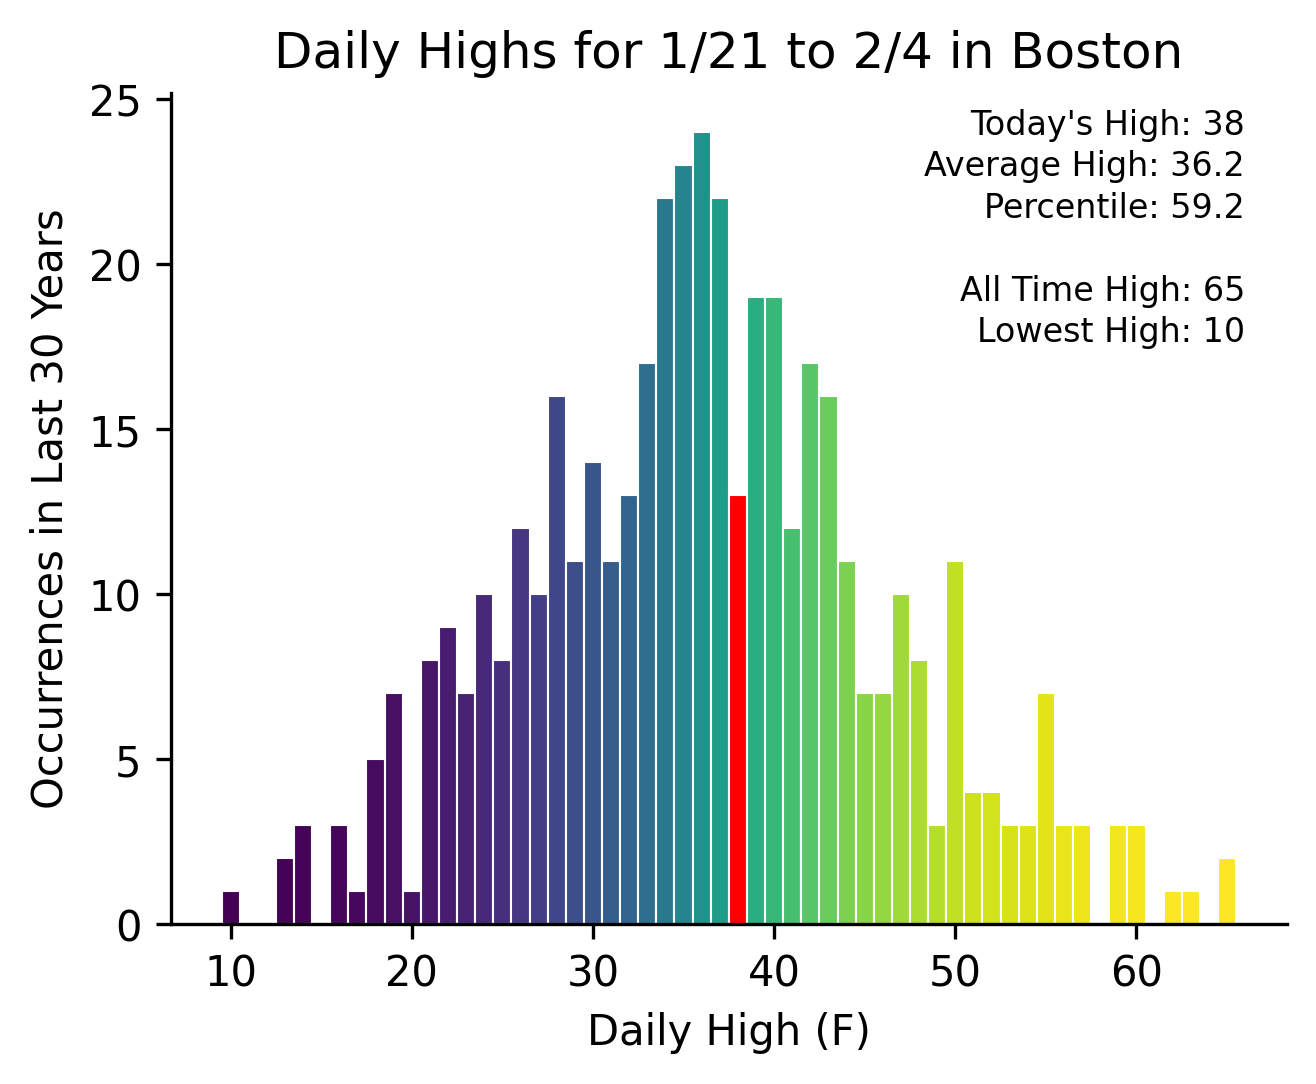 Daily Highs for 1/21 to 2/4 in Boston
Today's High: 38
Average High: 36.2
Percentile: 59.2
All Time High: 65
Lowest High: 10
Occurrences in Last 30 Years
25
20
15
10
5
0
10 20 30 40 50 60
Daily High (F)